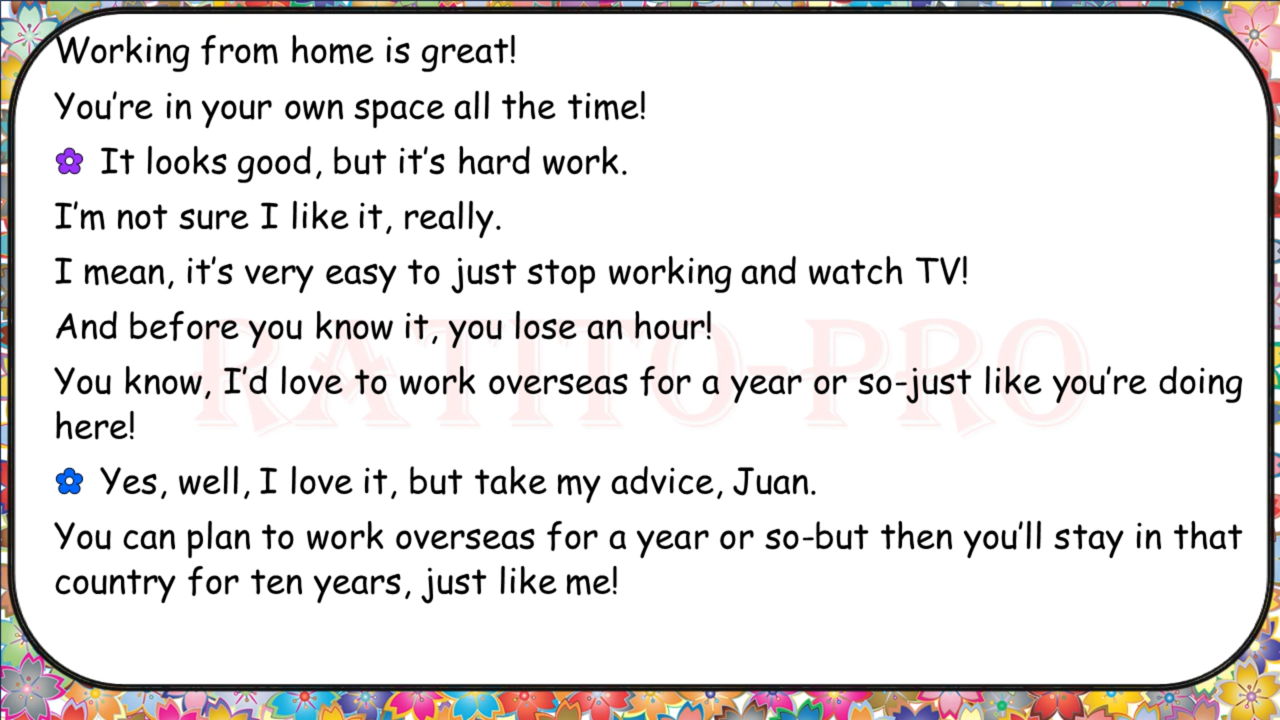 Working from home is great!
You're in your own space all the time!
It looks good, but it's hard work.
I'm not sure I like it, really.
I mean, it's very easy to just stop working and watch TV!
And before you know it, you lose an hour!
You know, I'd love to work overseas for a year or so-just like you're doing
here!
Yes, well, I love it, but take my advice, Juan.
You can plan to work overseas for a year or so-but then you'll stay in that
country for ten years, just like me!
RATITO-PRO